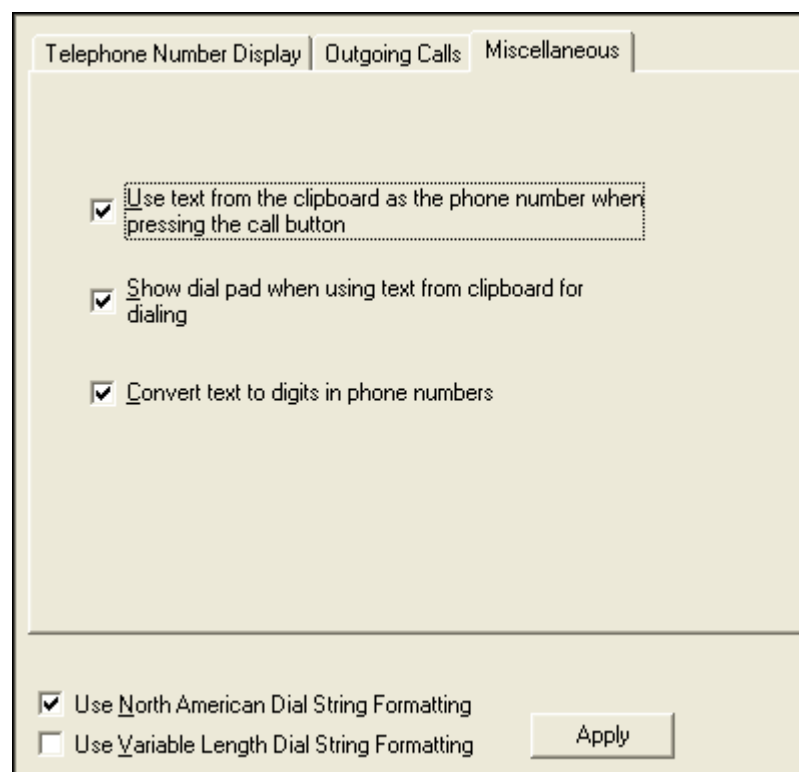 Telephone Number Display Outgoing Calls Miscellaneous
Use text from the clipboard as the phone number when
pressing the call button
Show dial pad when using text from clipboard for
dialing
Convert text to digits in phone numbers
Use North American Dial String Formatting
Use Variable Length Dial String Formatting
Apply